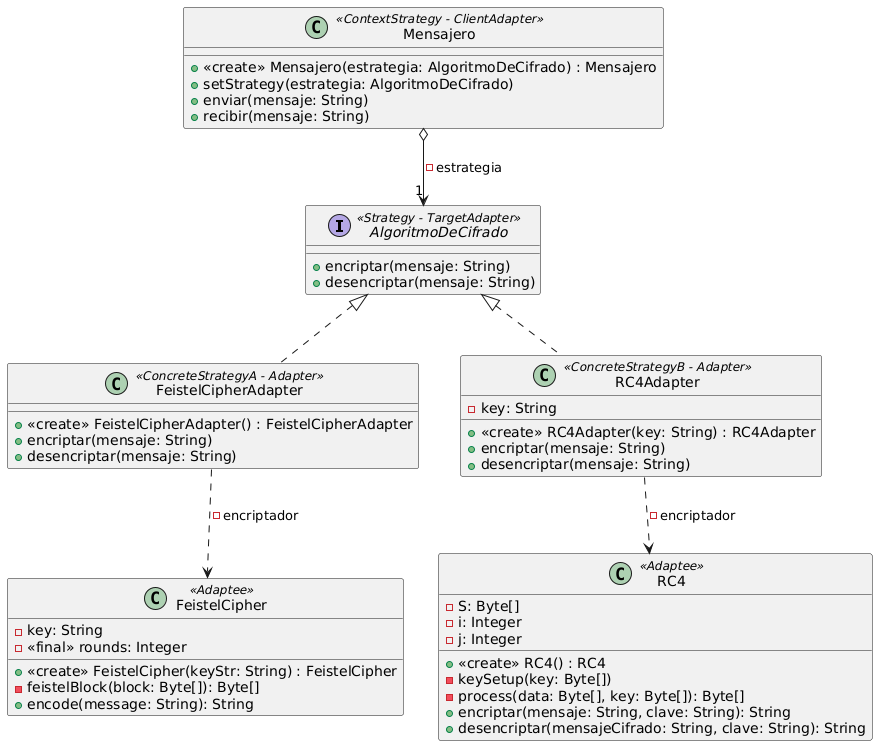 C «ContextStrategy - ClientAdapter»
Mensajero
«create» Mensajero(estrategia: AlgoritmoDeCifrado) : Mensajero
setStrategy(estrategia: AlgoritmoDeCifrado)
enviar(mensaje: String)
recibir(mensaje: String)
estrategia
1
I «Strategy - TargetAdapter»
AlgoritmoDeCifrado
encriptar(mensaje: String)
desencriptar(mensaje: String)
C «ConcreteStrategyA - Adapter»
FeistelCipherAdapter
«create» FeistelCipherAdapter() : FeistelCipherAdapter
encriptar(mensaje: String)
desencriptar(mensaje: String)
C «ConcreteStrategyB - Adapter»
RC4Adapter
key: String
«create» RC4Adapter(key: String) : RC4Adapter
encriptar(mensaje: String)
desencriptar(mensaje: String)
encriptador
encriptador
C «Adaptee»
FeistelCipher
key: String
«final» rounds: Integer
«create» FeistelCipher(keyStr: String) : FeistelCipher
feistelBlock(block: Byte[]): Byte[]
encode(message: String): String
C «Adaptee»
RC4
S: Byte[]
i: Integer
j: Integer
«create» RC4() : RC4
keySetup(key: Byte[])
process(data: Byte[], key: Byte[]): Byte[]
encriptar(mensaje: String, clave: String): String
desencriptar(mensajeCifrado: String, clave: String): String